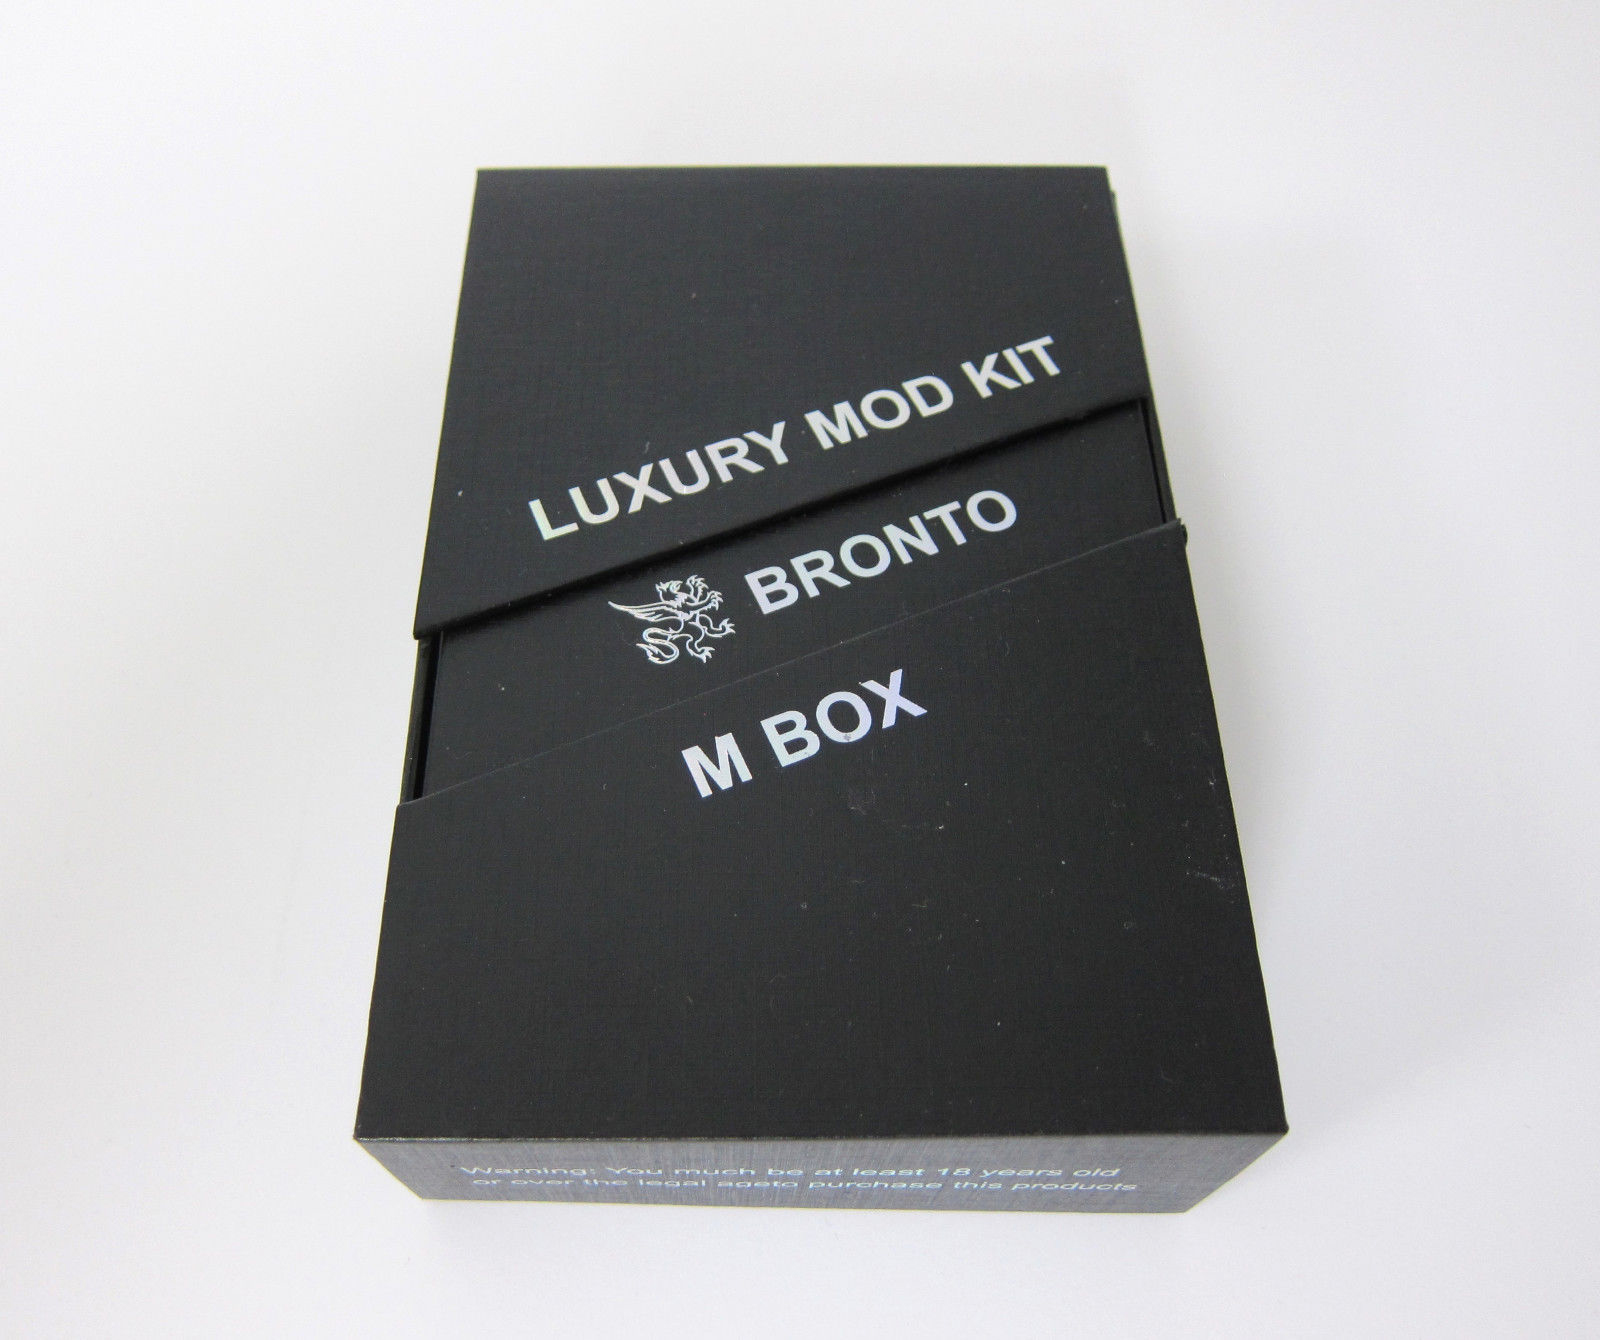 LUXURY MOD KIT
BRONTO
M BOX
Warning: You much be at least 18 years old
or over the legal ageto purchase this products